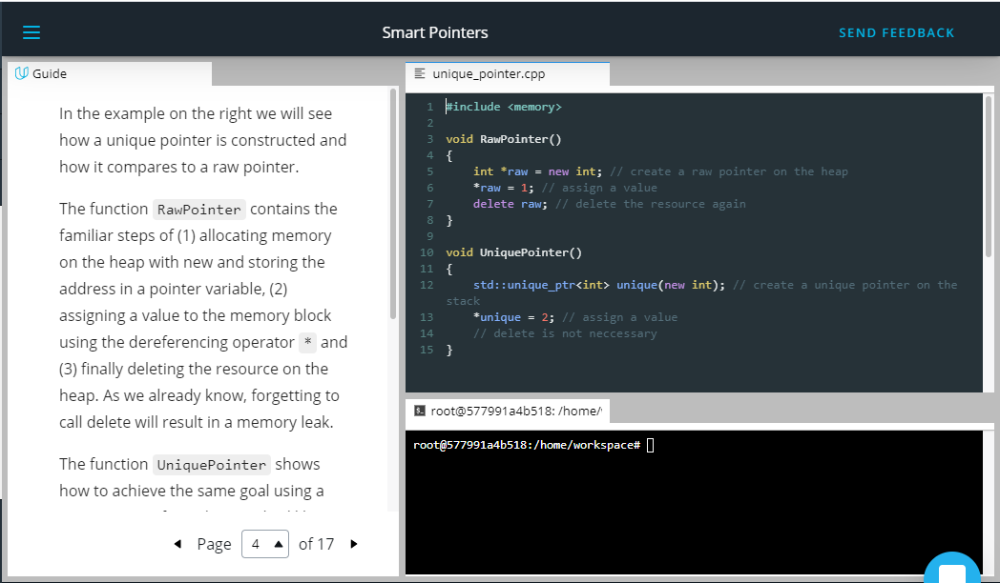 Smart Pointers
SEND FEEDBACK
Guide
In the example on the right we will see
how a unique pointer is constructed and
how it compares to a raw pointer.
The function RawPointer contains the
familiar steps of (1) allocating memory
on the heap with new and storing the
address in a pointer variable, (2)
assigning a value to the memory block
using the dereferencing operator * and
(3) finally deleting the resource on the
heap. As we already know, forgetting to
call delete will result in a memory leak.
The function UniquePointer shows
how to achieve the same goal using a
Page 4 of 17
unique_pointer.cpp
1 #include <memory>
2
3 void RawPointer()
4 {
5 int *raw = new int; // create a raw pointer on the heap
6 *raw = 1; // assign a value
7 delete raw; // delete the resource again
8 }
9
10 void UniquePointer()
11 {
12 std::unique_ptr<int> unique(new int); // create a unique pointer on the
stack
13 *unique = 2; // assign a value
14 // delete is not neccessary
15 }
root@577991a4b518: /home/
root@577991a4b518:/home/workspace#